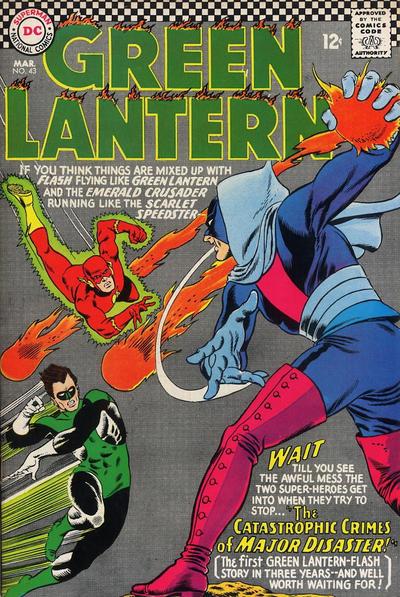 SUPERMAN
DC
NATIONAL COMICS
MAR.
NO. 43
12¢
APPROVED
BY THE
COMICS
CODE
CA
AUTHORITY
GREEN
LANTERN
IF YOU THINK THINGS ARE MIXED UP WITH
FLASH FLYING LIKE GREEN LANTERN
AND THE EMERALD CRUSADER
RUNNING LIKE THE SCARLET
SPEEDSTER
WAIT
TILL YOU SEE
THE AWFUL MESS THE
TWO SUPER-HEROES GET
INTO WHEN THEY TRY TO
STOP... "The
CATASTROPHIC CRIMES
of MAJOR DISASTER!"
(The first GREEN LANTERN-FLASH
STORY IN THREE YEARS--AND WELL
WORTH WAITING FOR!)